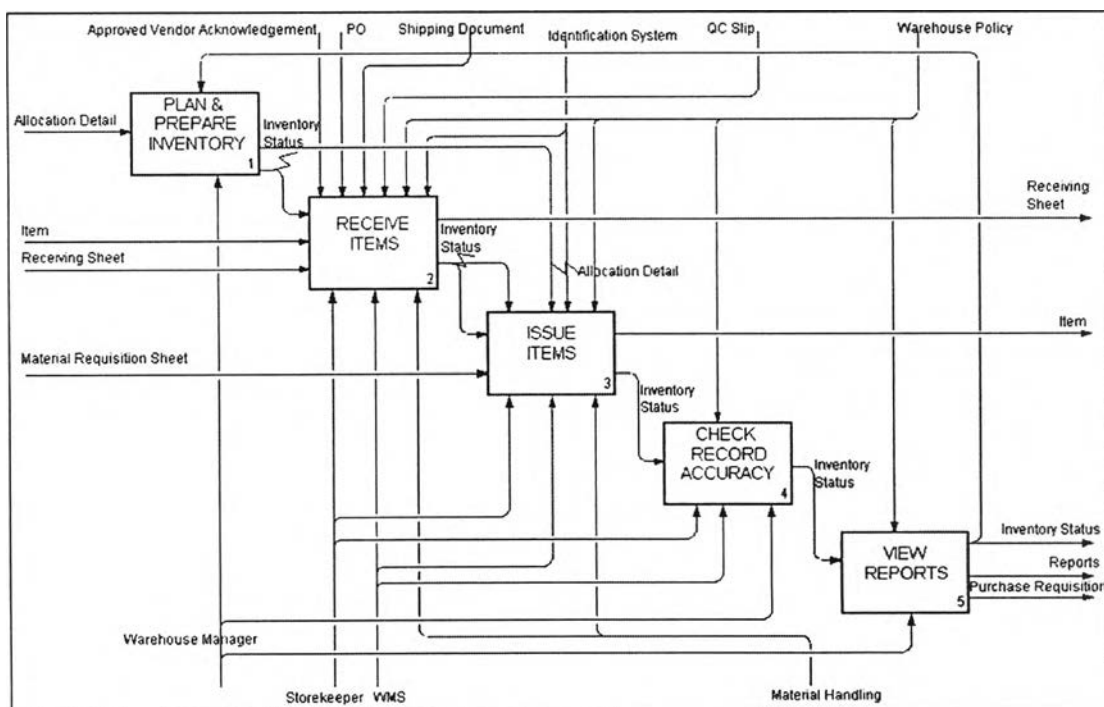 Approved Vendor Acknowledgement
PO
Shipping Document
Identification System
QC Slip
Warehouse Policy
PLAN &
PREPARE
INVENTORY
1
Allocation Detail
Inventory
Status
RECEIVE
ITEMS
2
Item
Receiving Sheet
Inventory
Status
Receiving
Sheet
Allocation Detail
ISSUE
ITEMS
3
Item
Material Requisition Sheet
Inventory
Status
CHECK
RECORD
ACCURACY
4
Inventory
Status
VIEW
REPORTS
5
Inventory Status
Reports
Purchase Requisition
Warehouse Manager
Storekeeper
WMS
Material Handling